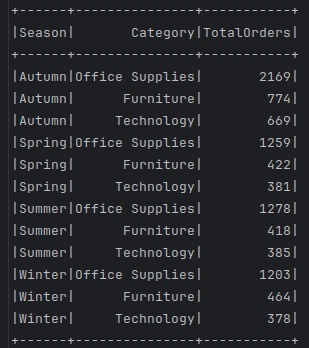 +------+---------------+-----------+
|Season|       Category|TotalOrders|
+------+---------------+-----------+
|Autumn|Office Supplies|       2169|
|Autumn|      Furniture|        774|
|Autumn|     Technology|        669|
|Spring|Office Supplies|       1259|
|Spring|      Furniture|        422|
|Spring|     Technology|        381|
|Summer|Office Supplies|       1278|
|Summer|      Furniture|        418|
|Summer|     Technology|        385|
|Winter|Office Supplies|       1203|
|Winter|      Furniture|        464|
|Winter|     Technology|        378|
+------+---------------+-----------+